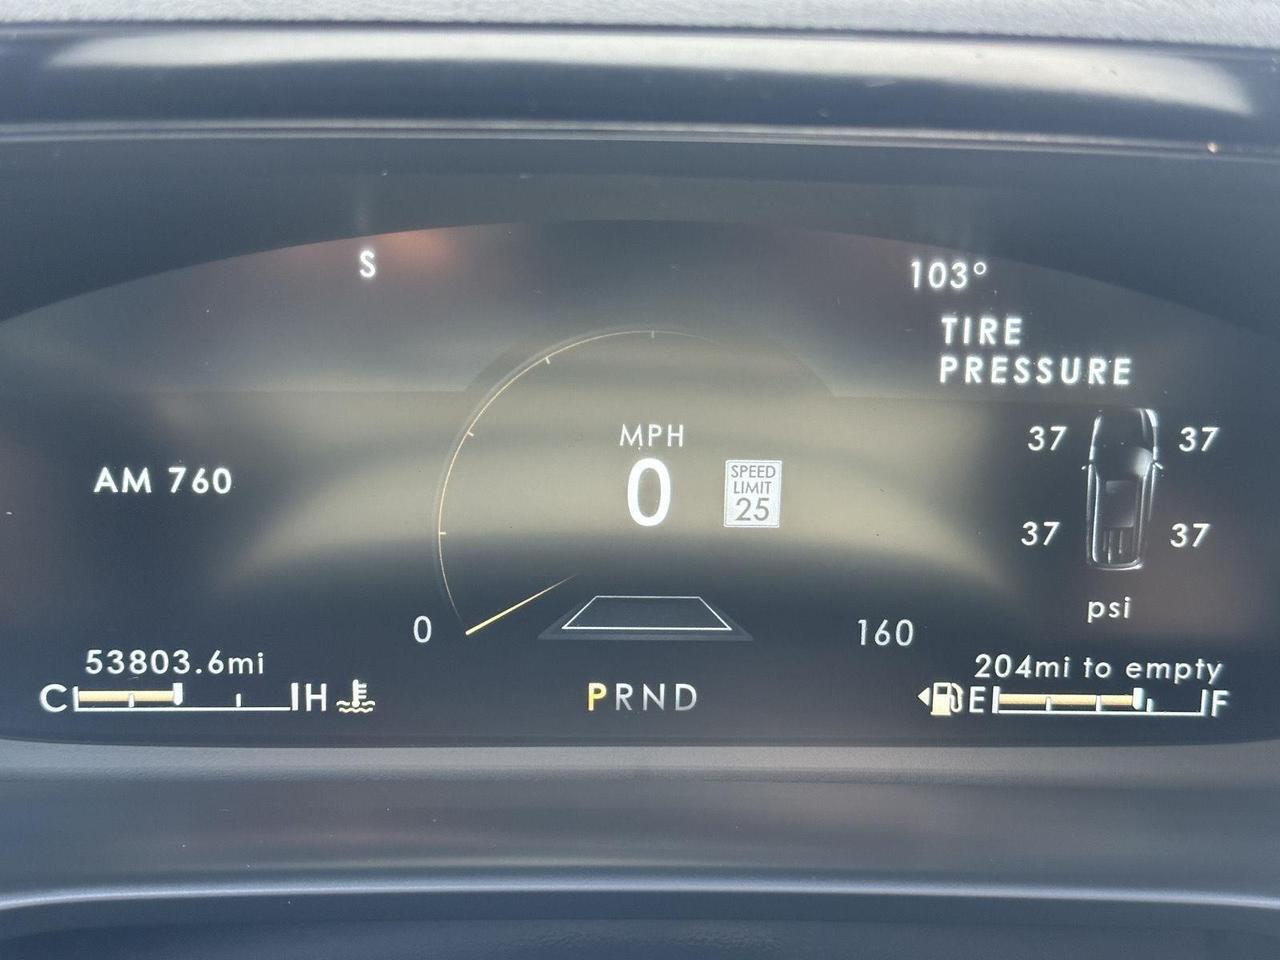 S
103°
TIRE
PRESSURE
37 37
MPH
AM 760
0
SPEED
LIMIT
25
37 37
psi
0
160
53803.6mi
204mi to empty
C H
PRND
E F